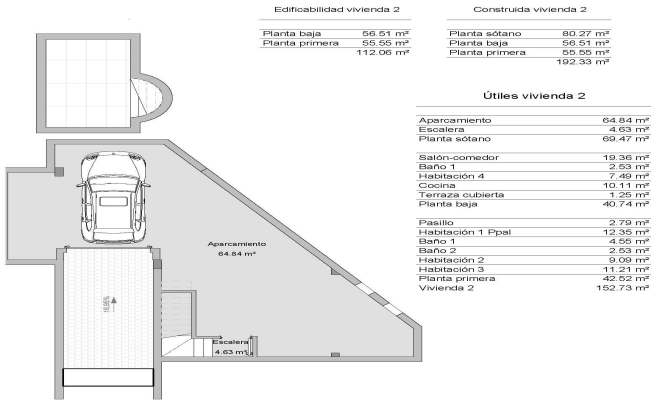 Edificabilidad vivienda 2
Planta baja 56.51 m²
Planta primera 55.55 m²
112.06 m²
Construida vivienda 2
Planta sótano 80.27 m²
Planta baja 56.51 m²
Planta primera 55.55 m²
192.33 m²
Útiles vivienda 2
Aparcamiento 64.84 m²
Escalera 4.63 m²
Planta sótano 69.47 m²
Salón-comedor 19.36 m²
Baño 1 2.53 m²
Habitación 4 7.49 m²
Cocina 10.11 m²
Terraza cubierta 1.25 m²
Planta baja 40.74 m²
Pasillo 2.79 m²
Habitación 1 Ppal 12.35 m²
Baño 1 4.55 m²
Baño 2 2.53 m²
Habitación 2 9.09 m²
Habitación 3 11.21 m²
Planta primera 42.52 m²
Vivienda 2 152.73 m²
Aparcamiento
64.84 m²
16.95%
Escalera
4.63 m²